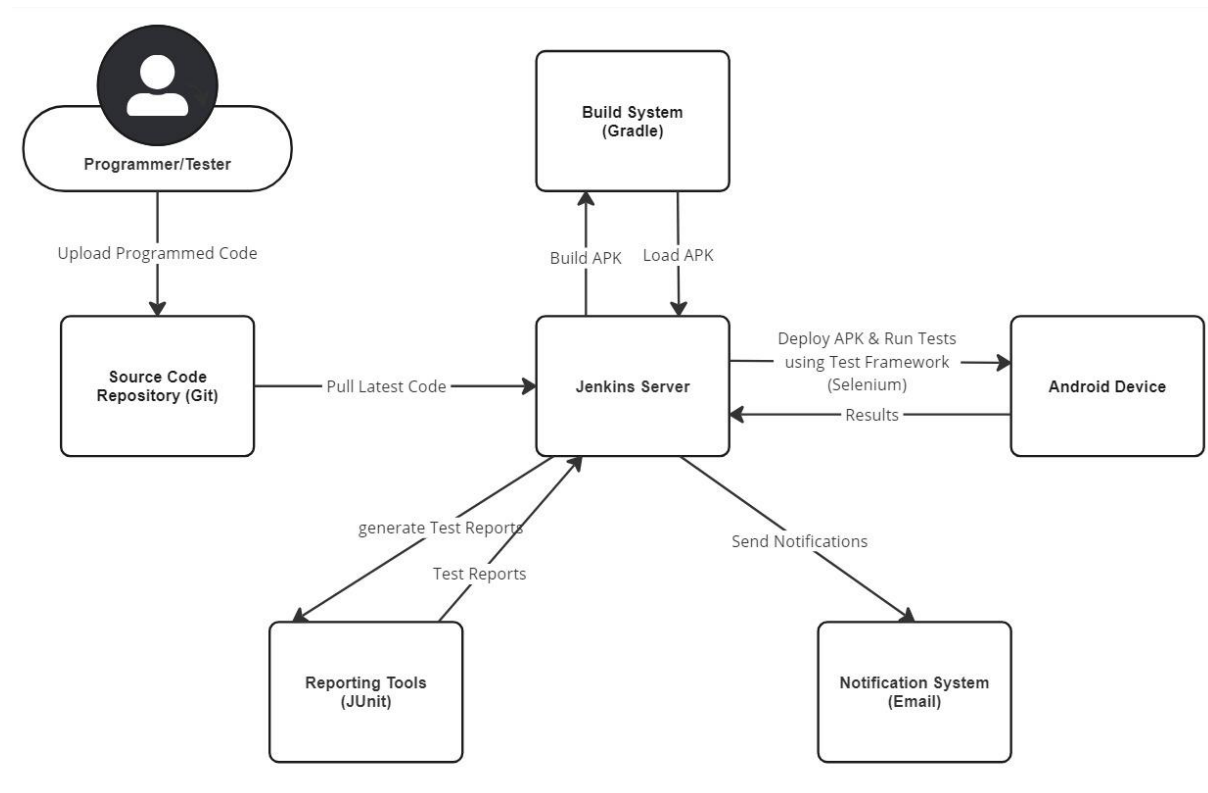 Build System
(Gradle)
Programmer/Tester
Upload Programmed Code
Build APK
Load APK
Deploy APK & Run Tests
using Test Framework
(Selenium)
Source Code
Repository (Git)
Pull Latest Code
Jenkins Server
Android Device
Results
generate Test Reports
Send Notifications
Test Reports
Reporting Tools
(JUnit)
Notification System
(Email)